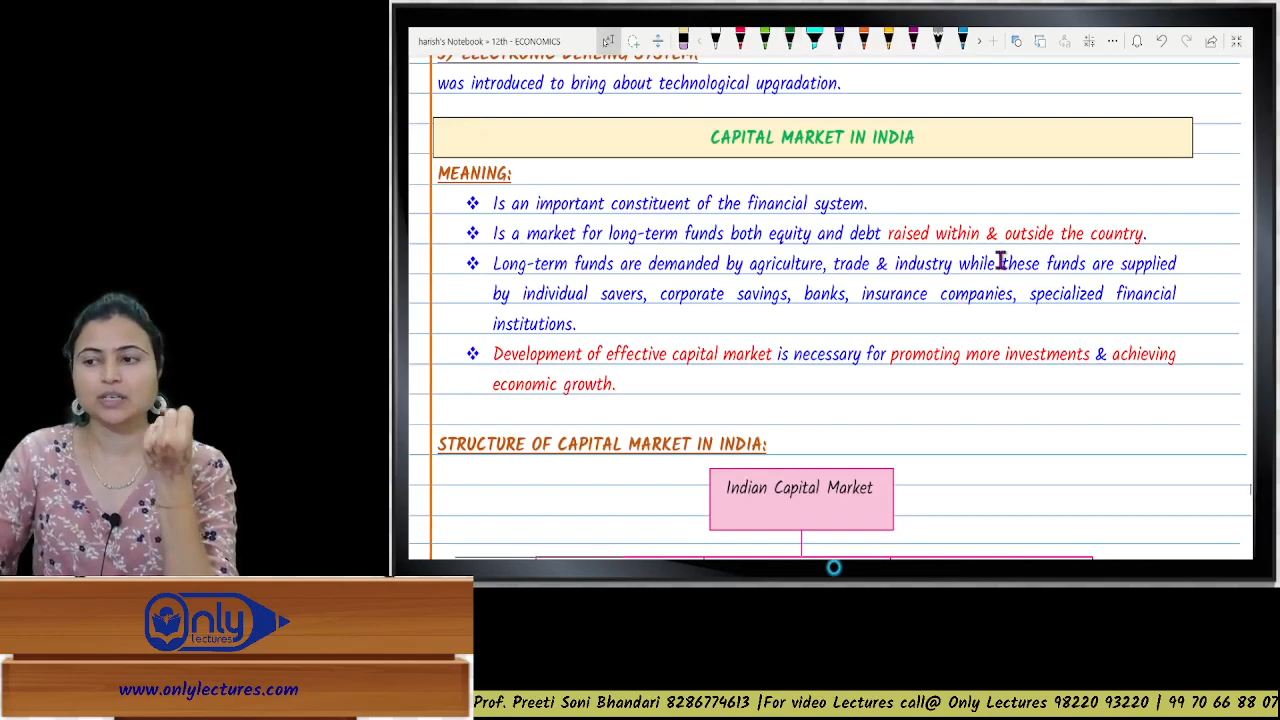 harish's Notebook » 12th - ECONOMICS
5) ELECTRONIC DEALING SYSTEM:
was introduced to bring about technological upgradation.
CAPITAL MARKET IN INDIA
MEANING:
❖ Is an important constituent of the financial system.
❖ Is a market for long-term funds both equity and debt raised within & outside the country.
❖ Long-term funds are demanded by agriculture, trade & industry while these funds are supplied
by individual savers, corporate savings, banks, insurance companies, specialized financial
institutions.
❖ Development of effective capital market is necessary for promoting more investments & achieving
economic growth.
STRUCTURE OF CAPITAL MARKET IN INDIA:
Indian Capital Market
Only
lectures
www.onlylectures.com
Prof. Preeti Soni Bhandari 8286774613 |For video Lectures call@ Only Lectures 98220 93220 | 99 70 66 88 07